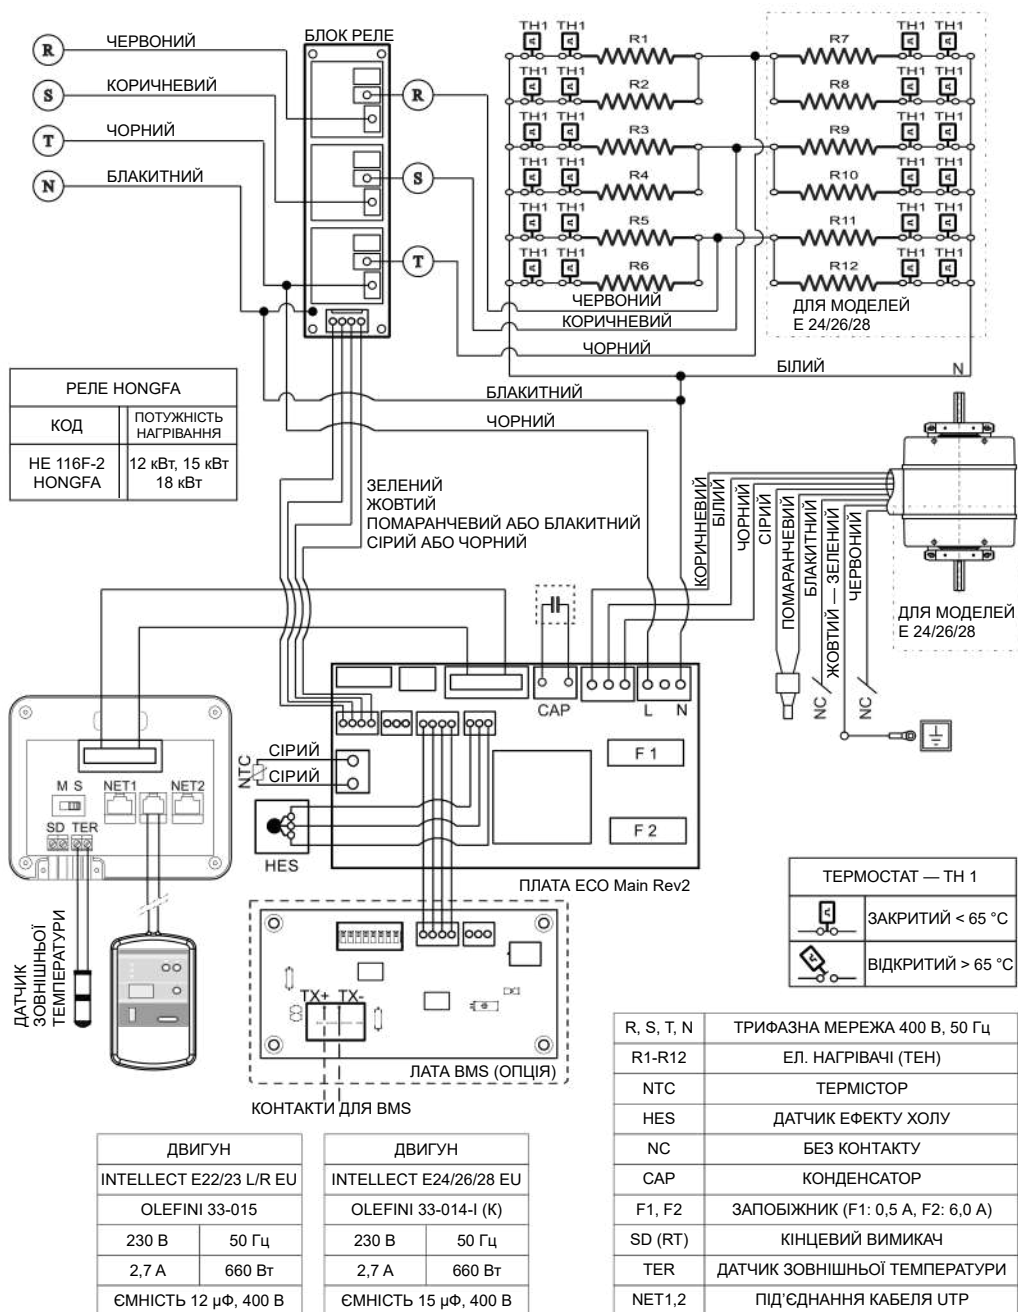 R
ЧЕРВОНИЙ
S
КОРИЧНЕВИЙ
T
ЧОРНИЙ
N
БЛАКИТНИЙ
БЛОК РЕЛЕ
R
S
T
TH1 TH1
R1
R7
TH1 TH1
TH1 TH1
R2
R8
TH1 TH1
TH1 TH1
R3
R9
TH1 TH1
TH1 TH1
R4
R10
TH1 TH1
TH1 TH1
R5
R11
TH1 TH1
TH1 TH1
R6
R12
TH1 TH1
ЧЕРВОНИЙ
КОРИЧНЕВИЙ
ЧОРНИЙ
ДЛЯ МОДЕЛЕЙ
E 24/26/28
БІЛИЙ
N
БЛАКИТНИЙ
ЧОРНИЙ
РЕЛЕ HONGFA
КОД
ПОТУЖНІСТЬ
НАГРІВАННЯ
HE 116F-2
HONGFA
12 кВт, 15 кВт
18 кВт
ЗЕЛЕНИЙ
ЖОВТИЙ
ПОМАРАНЧЕВИЙ АБО БЛАКИТНИЙ
СІРИЙ АБО ЧОРНИЙ
КОРИЧНЕВИЙ
БІЛИЙ
ЧОРНИЙ
СІРИЙ
ПОМАРАНЧЕВИЙ
БЛАКИТНИЙ
ЖОВТИЙ — ЗЕЛЕНИЙ
ЧЕРВОНИЙ
NC
NC
ДЛЯ МОДЕЛЕЙ
E 24/26/28
CAP
L
N
F 1
F 2
NTC
СІРИЙ
СІРИЙ
HES
ПЛАТА ECO Main Rev2
M S
NET1
NET2
SD TER
ДАТЧИК
ЗОВНІШНЬОЇ
ТЕМПЕРАТУРИ
TX+ TX-
ЛАТА BMS (ОПЦІЯ)
КОНТАКТИ ДЛЯ BMS
ТЕРМОСТАТ — TH 1
ЗАКРИТИЙ < 65 °C
ВІДКРИТИЙ > 65 °C
R, S, T, N
ТРИФАЗНА МЕРЕЖА 400 В, 50 Гц
R1-R12
ЕЛ. НАГРІВАЧІ (ТЕН)
NTC
ТЕРМІСТОР
HES
ДАТЧИК ЕФЕКТУ ХОЛУ
NC
БЕЗ КОНТАКТУ
CAP
КОНДЕНСАТОР
F1, F2
ЗАПОБІЖНИК (F1: 0,5 А, F2: 6,0 А)
SD (RT)
КІНЦЕВИЙ ВИМИКАЧ
TER
ДАТЧИК ЗОВНІШНЬОЇ ТЕМПЕРАТУРИ
NET1,2
ПІД'ЄДНАННЯ КАБЕЛЯ UTP
ДВИГУН
INTELLECT E22/23 L/R EU
OLEFINI 33-015
230 В
50 Гц
2,7 А
660 Вт
ЄМНІСТЬ 12 μФ, 400 В
ДВИГУН
INTELLECT E24/26/28 EU
OLEFINI 33-014-I (K)
230 В
50 Гц
2,7 А
660 Вт
ЄМНІСТЬ 15 μФ, 400 В